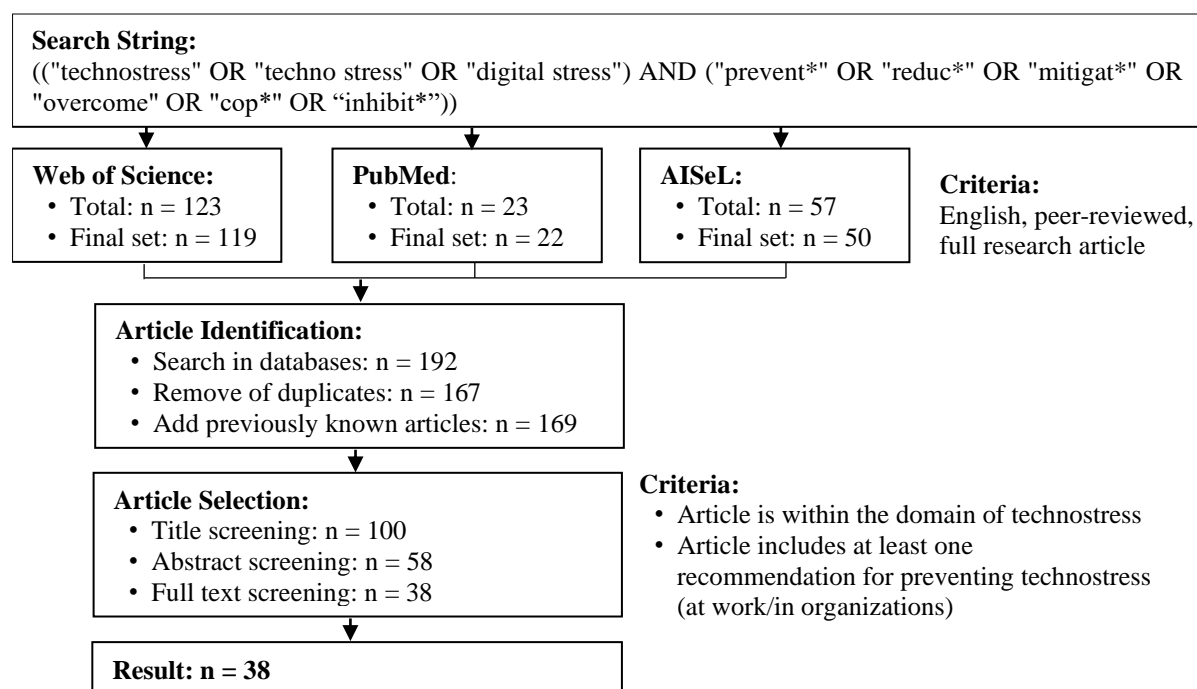 Search String:
(("technostress" OR "techno stress" OR "digital stress") AND ("prevent*" OR "reduc*" OR "mitigat*" OR
"overcome" OR "cop*" OR “inhibit*”))
Web of Science:
• Total: n = 123
• Final set: n = 119
PubMed:
• Total: n = 23
• Final set: n = 22
AISeL:
• Total: n = 57
• Final set: n = 50
Criteria:
English, peer-reviewed,
full research article
Article Identification:
• Search in databases: n = 192
• Remove of duplicates: n = 167
• Add previously known articles: n = 169
Article Selection:
• Title screening: n = 100
• Abstract screening: n = 58
• Full text screening: n = 38
Criteria:
• Article is within the domain of technostress
• Article includes at least one
recommendation for preventing technostress
(at work/in organizations)
Result: n = 38